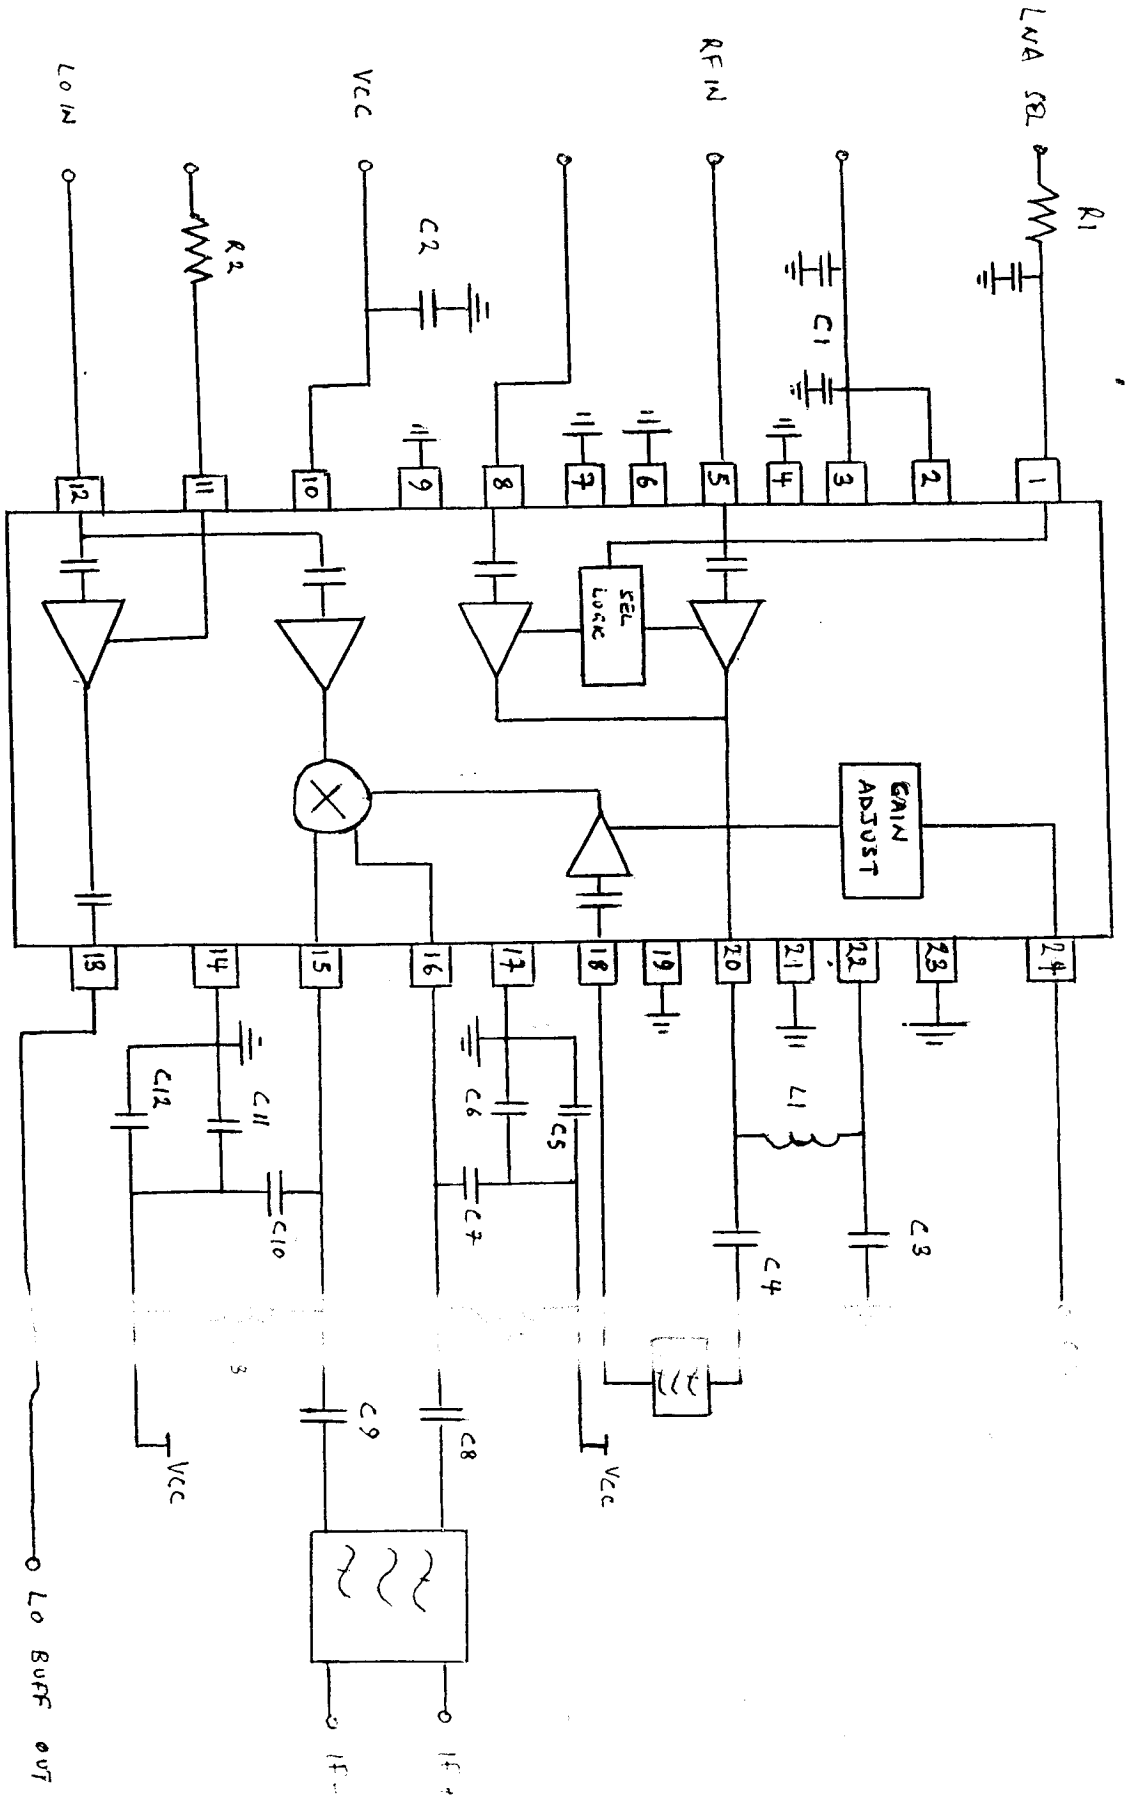 LNA SEL
R1
C1
RF IN
VCC
C2
R2
LO IN
1
2
3
4
5
6
7
8
9
10
11
12
SEL
LOGIC
GAIN
ADJUST
24
23
22
21
20
19
18
17
16
15
14
13
L1
C3
C4
C5
C6
C7
VCC
C8
C9
C10
C11
C12
VCC
IF+
IF-
LO BUFF OUT